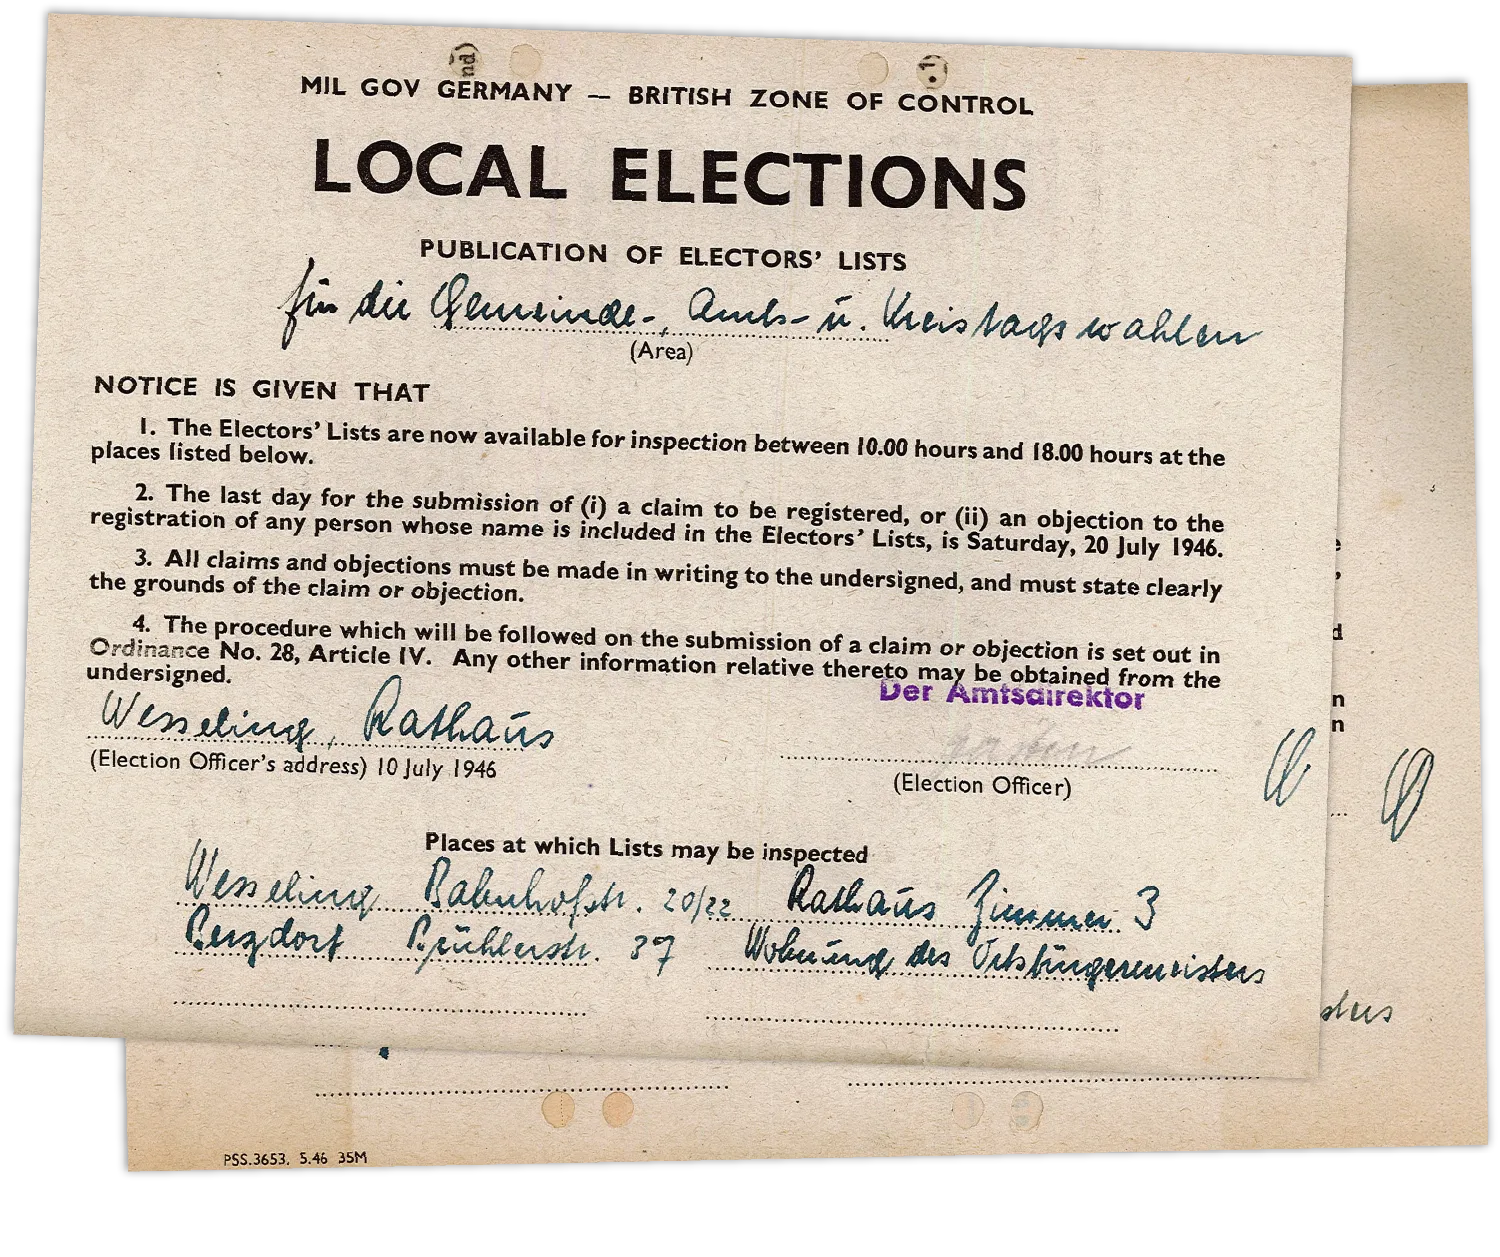 nd)
.1)
MIL GOV GERMANY — BRITISH ZONE OF CONTROL
LOCAL ELECTIONS
PUBLICATION OF ELECTORS' LISTS
für die Gemeinde-, Amts- u. Kreistagswahlen
(Area)
NOTICE IS GIVEN THAT
1. The Electors' Lists are now available for inspection between 10.00 hours and 18.00 hours at the
places listed below.
2. The last day for the submission of (i) a claim to be registered, or (ii) an objection to the
registration of any person whose name is included in the Electors' Lists, is Saturday, 20 July 1946.
3. All claims and objections must be made in writing to the undersigned, and must state clearly
the grounds of the claim or objection.
4. The procedure which will be followed on the submission of a claim or objection is set out in
Ordinance No. 28, Article IV. Any other information relative thereto may be obtained from the
undersigned.
Der Amtsdirektor
Wesseling, Rathaus
(Election Officer's address) 10 July 1946
(Election Officer)
Places at which Lists may be inspected
Wesseling Bahnhofstr. 20/22 Rathaus Zimmer 3
Berzdorf Brühlerstr. 37 Wohnung des Ortsbürgermeisters
PSS.3653. 5.46 35M